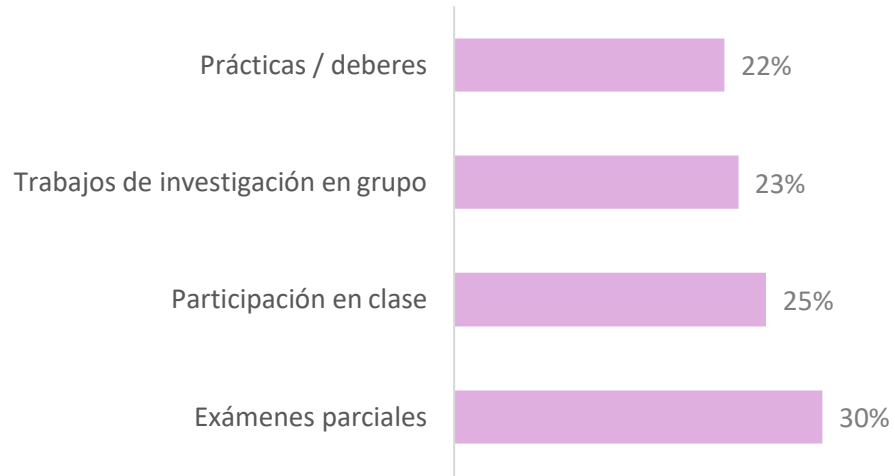 Prácticas / deberes 22%
Trabajos de investigación en grupo 23%
Participación en clase 25%
Exámenes parciales 30%